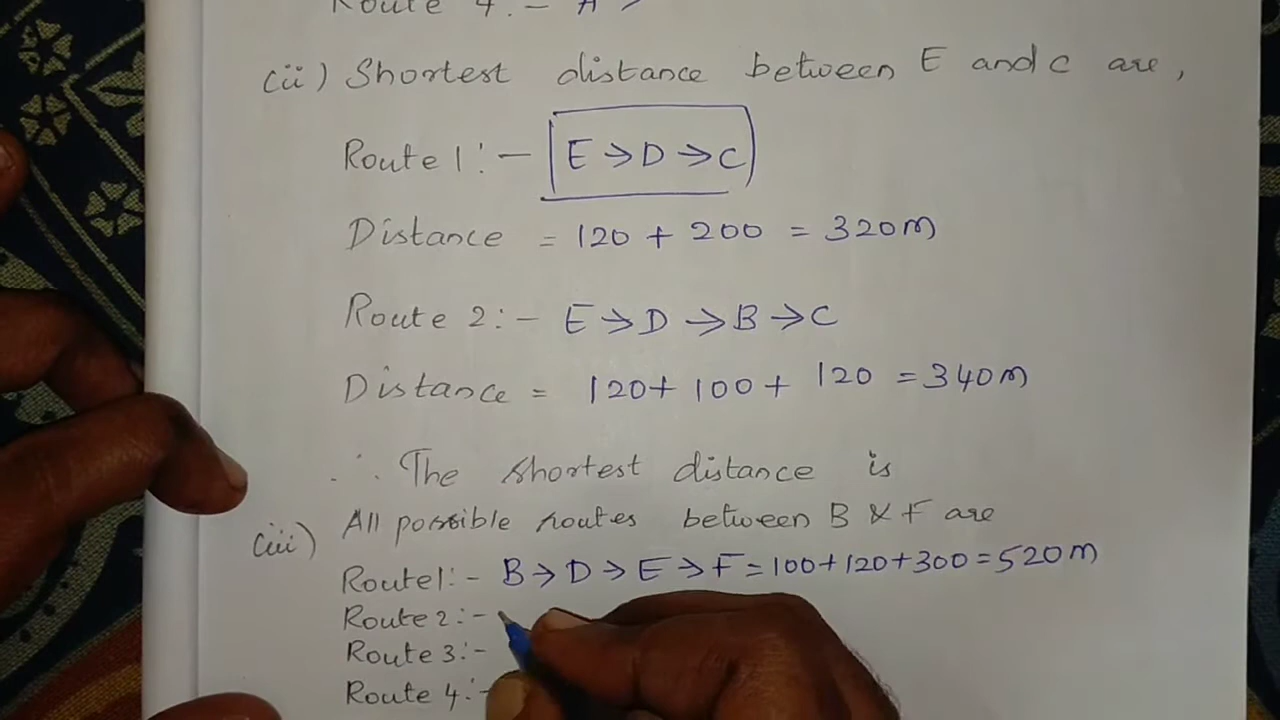 Route 4:- A →
(ii) Shortest distance between E and C are,
Route 1:- E → D → C
Distance = 120 + 200 = 320m
Route 2:- E → D → B → C
Distance = 120 + 100 + 120 = 340m
∴ The shortest distance is
(iii) All possible routes between B & F are
Route1:- B → D → E → F = 100+120+300 = 520m
Route 2:-
Route 3:-
Route 4:-